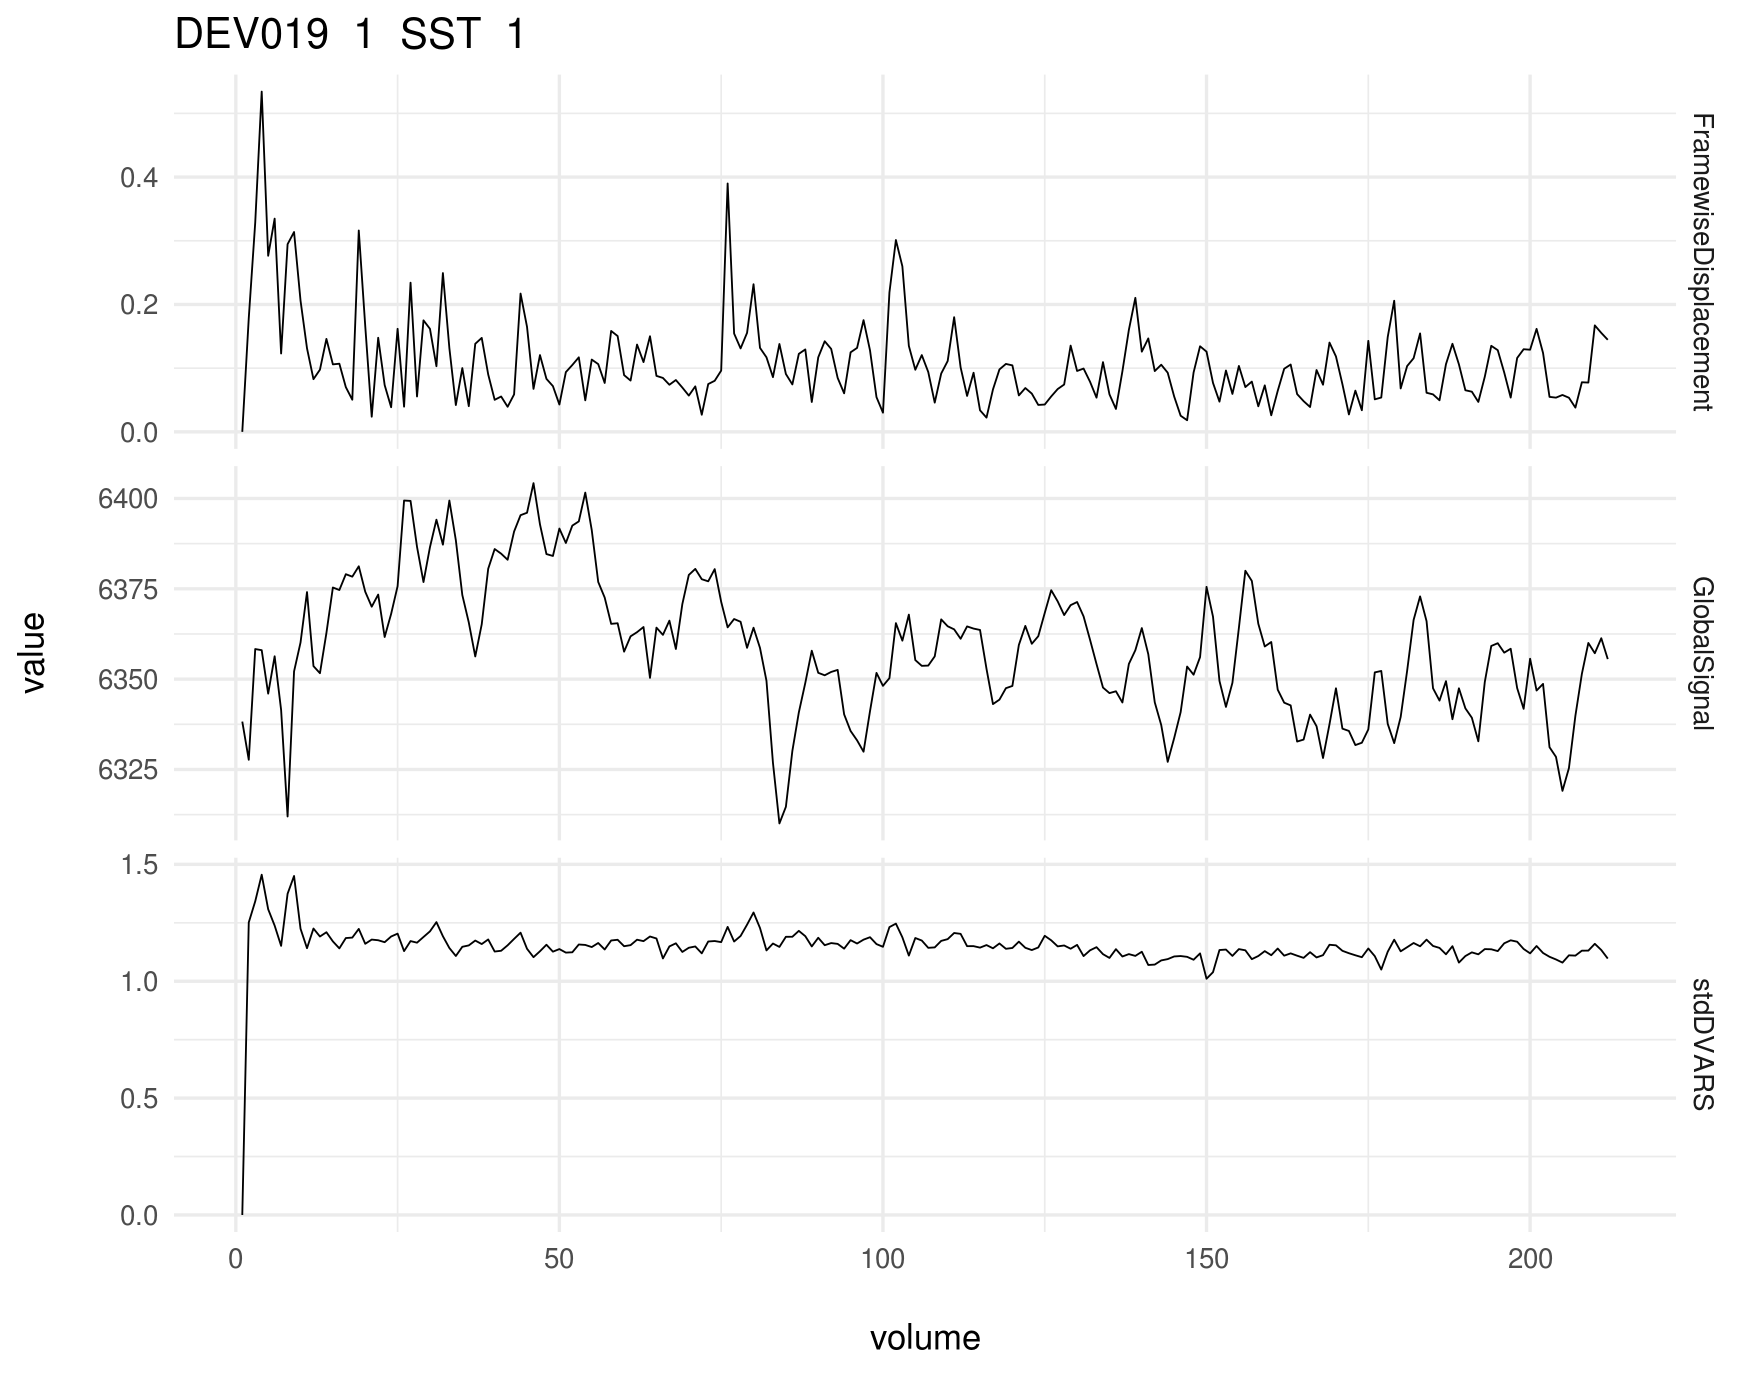 DEV019 1 SST 1
0.4
0.2
0.0
FramewiseDisplacement
6400
6375
6350
6325
GlobalSignal
1.5
1.0
0.5
0.0
stdDVARS
value
0 50 100 150 200
volume